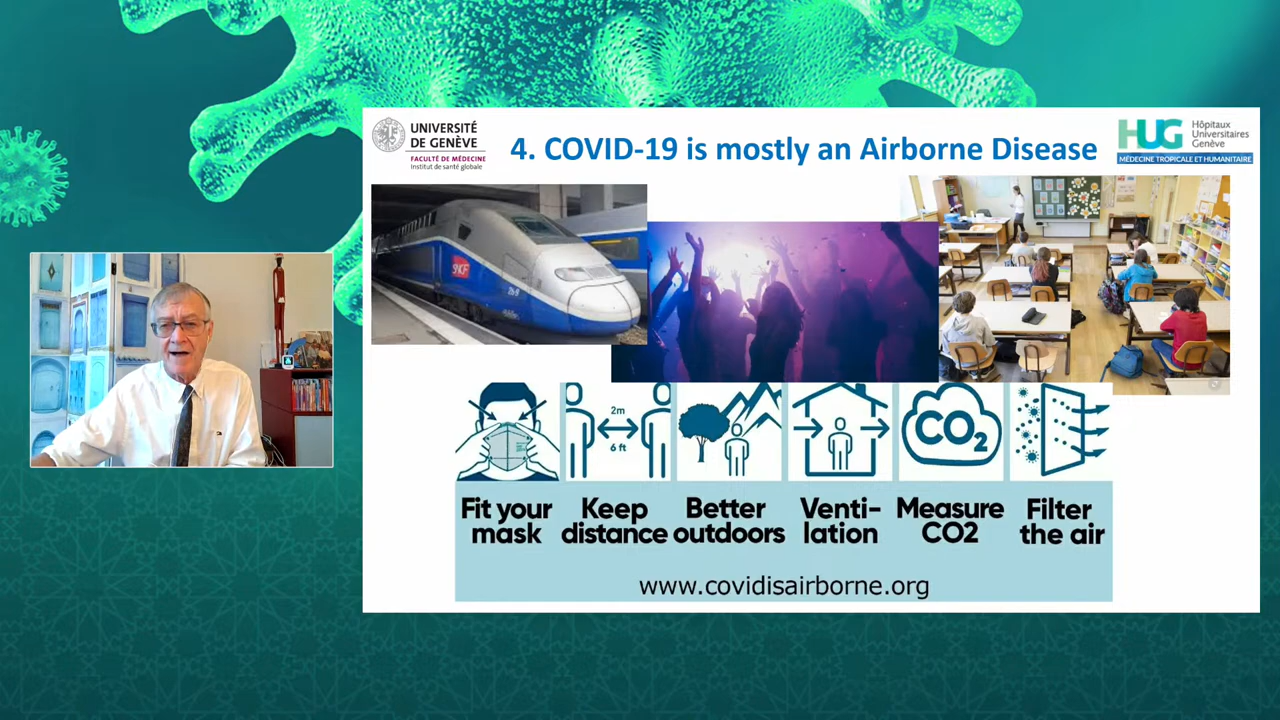 UNIVERSITÉ
DE GENÈVE
FACULTÉ DE MÉDECINE
Institut de santé globale
4. COVID-19 is mostly an Airborne Disease
HUG
Hôpitaux
Universitaires
Genève
MÉDECINE TROPICALE ET HUMANITAIRE
SNCF
2m
6 ft
CO2
Fit your
mask
Keep
distance
Better
outdoors
Venti-
lation
Measure
CO2
Filter
the air
www.covidisairborne.org